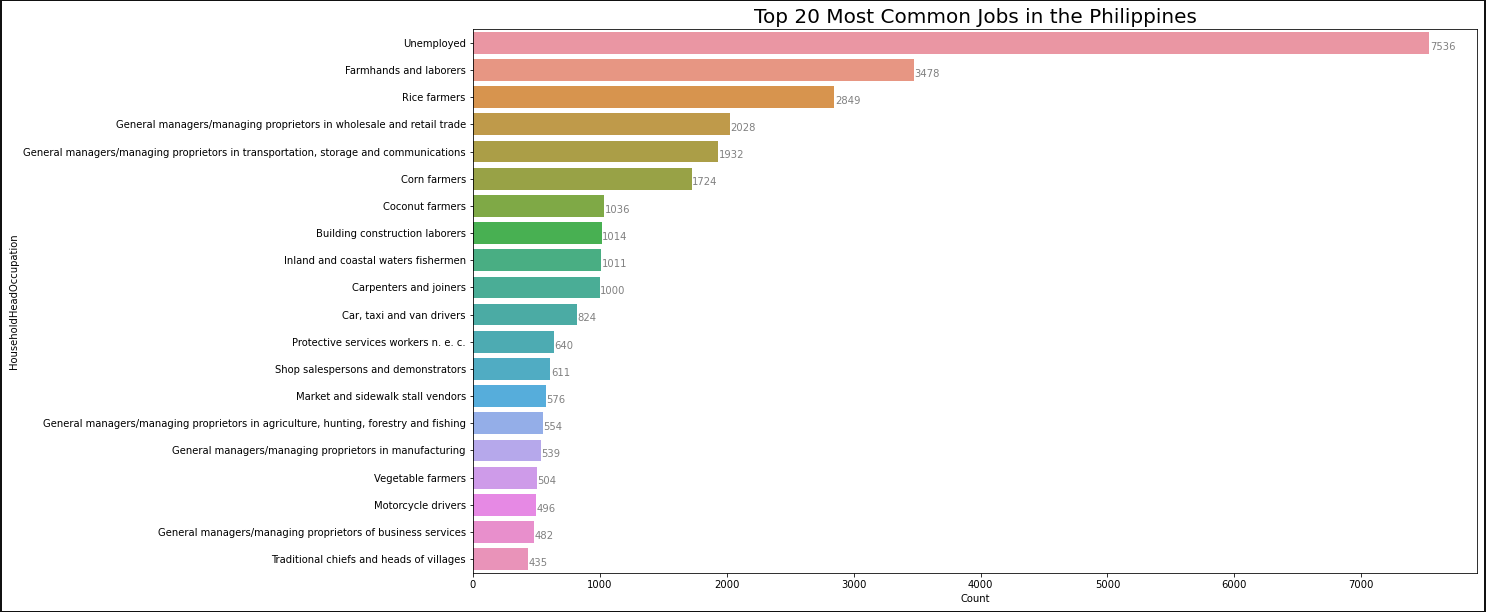 Top 20 Most Common Jobs in the Philippines
HouseholdHeadOccupation
Unemployed 7536
Farmhands and laborers 3478
Rice farmers 2849
General managers/managing proprietors in wholesale and retail trade 2028
General managers/managing proprietors in transportation, storage and communications 1932
Corn farmers 1724
Coconut farmers 1036
Building construction laborers 1014
Inland and coastal waters fishermen 1011
Carpenters and joiners 1000
Car, taxi and van drivers 824
Protective services workers n. e. c. 640
Shop salespersons and demonstrators 611
Market and sidewalk stall vendors 576
General managers/managing proprietors in agriculture, hunting, forestry and fishing 554
General managers/managing proprietors in manufacturing 539
Vegetable farmers 504
Motorcycle drivers 496
General managers/managing proprietors of business services 482
Traditional chiefs and heads of villages 435
0 1000 2000 3000 4000 5000 6000 7000
Count